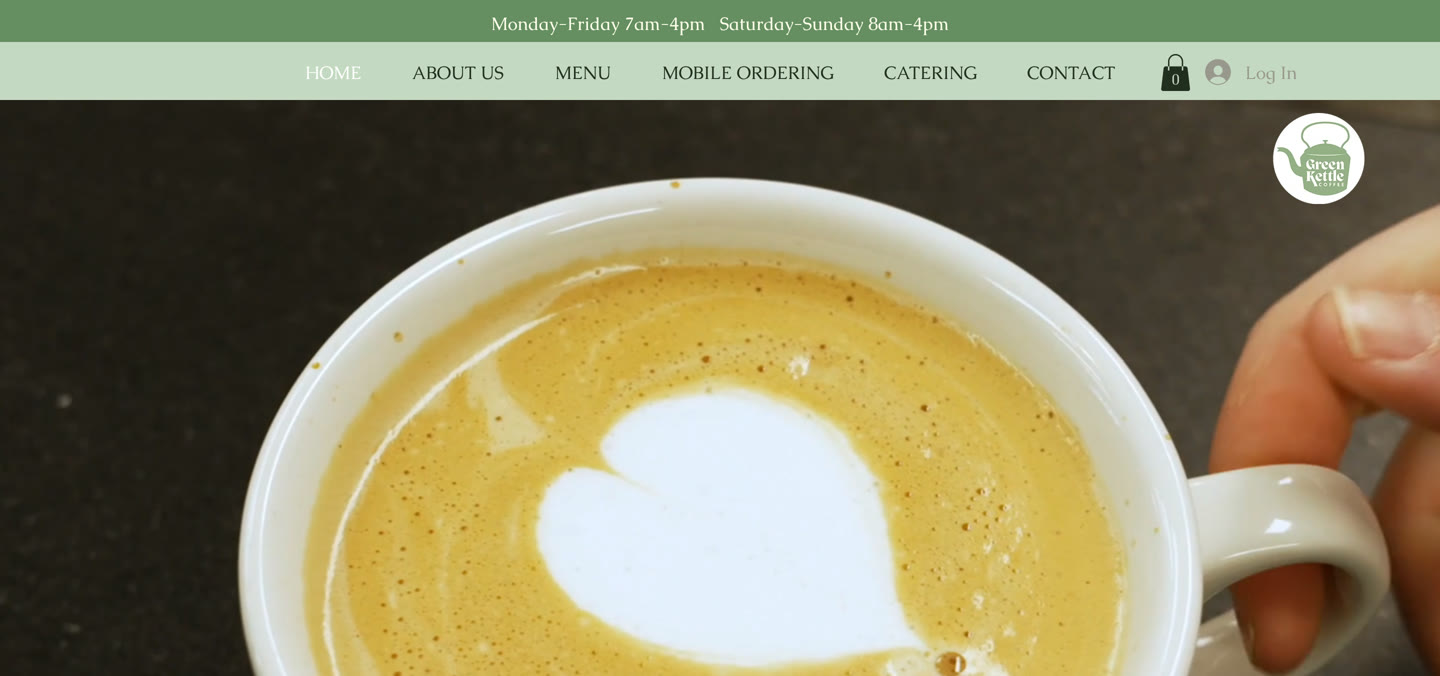 Monday-Friday 7am-4pm   Saturday-Sunday 8am-4pm
HOME ABOUT US MENU MOBILE ORDERING CATERING CONTACT 0 Log In
Green
Kettle
COFFEE